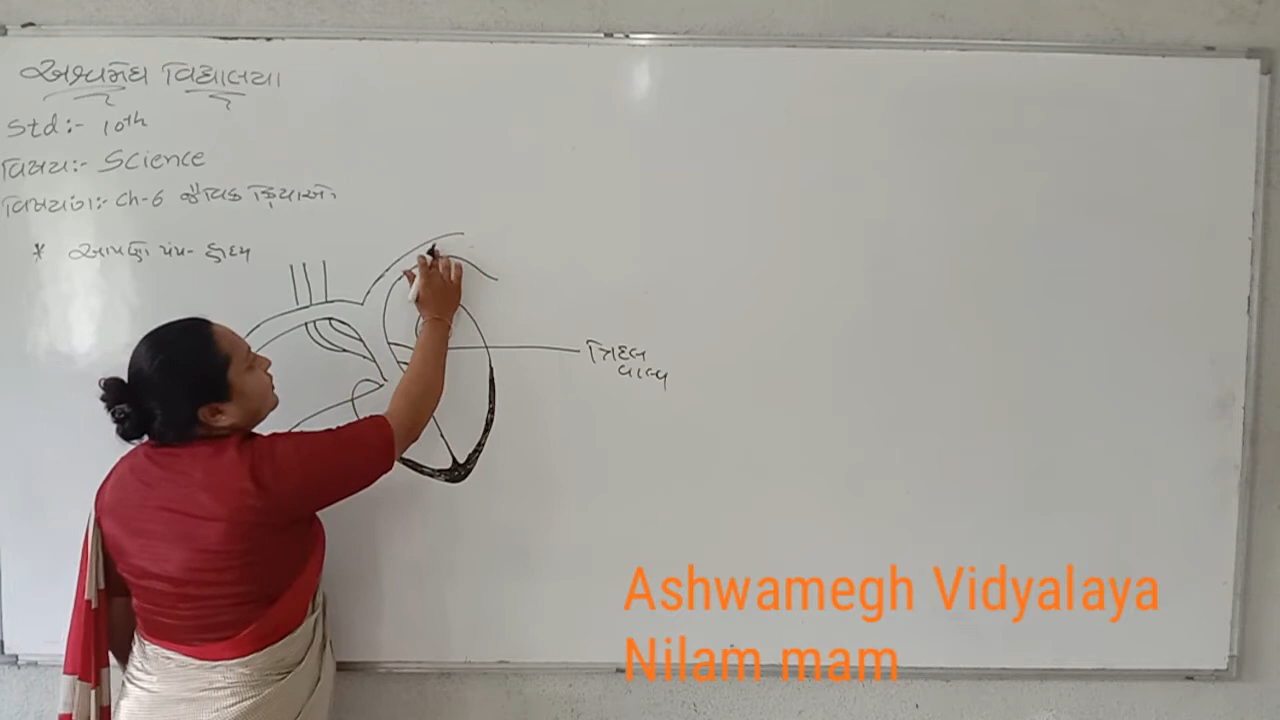 અશ્વમેઘ વિદ્યાલયા
Std:- 10th
વિષય:- Science
વિષયાંગ:- Ch-6 જૈવિક ક્રિયાઓ
* આપણો પંપ- હૃદય
ત્રિદલ
વાલ્વ
Ashwamegh Vidyalaya
Nilam mam